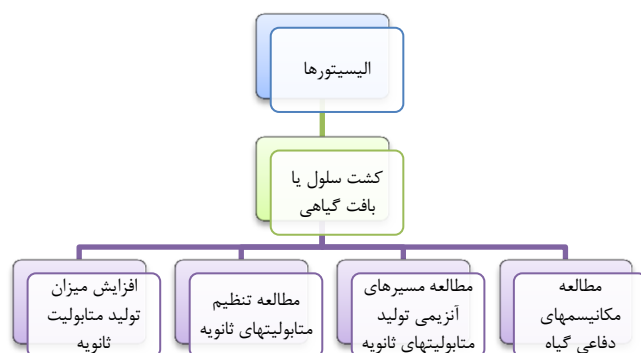 الیسیتورها
کشت سلول یا
بافت گیاهی
مطالعه
مکانیسمهای
دفاعی گیاه
مطالعه مسیرهای
آنزیمی تولید
متابولیتهای ثانویه
مطالعه تنظیم
متابولیتهای ثانویه
افزایش میزان
تولید متابولیت
ثانویه